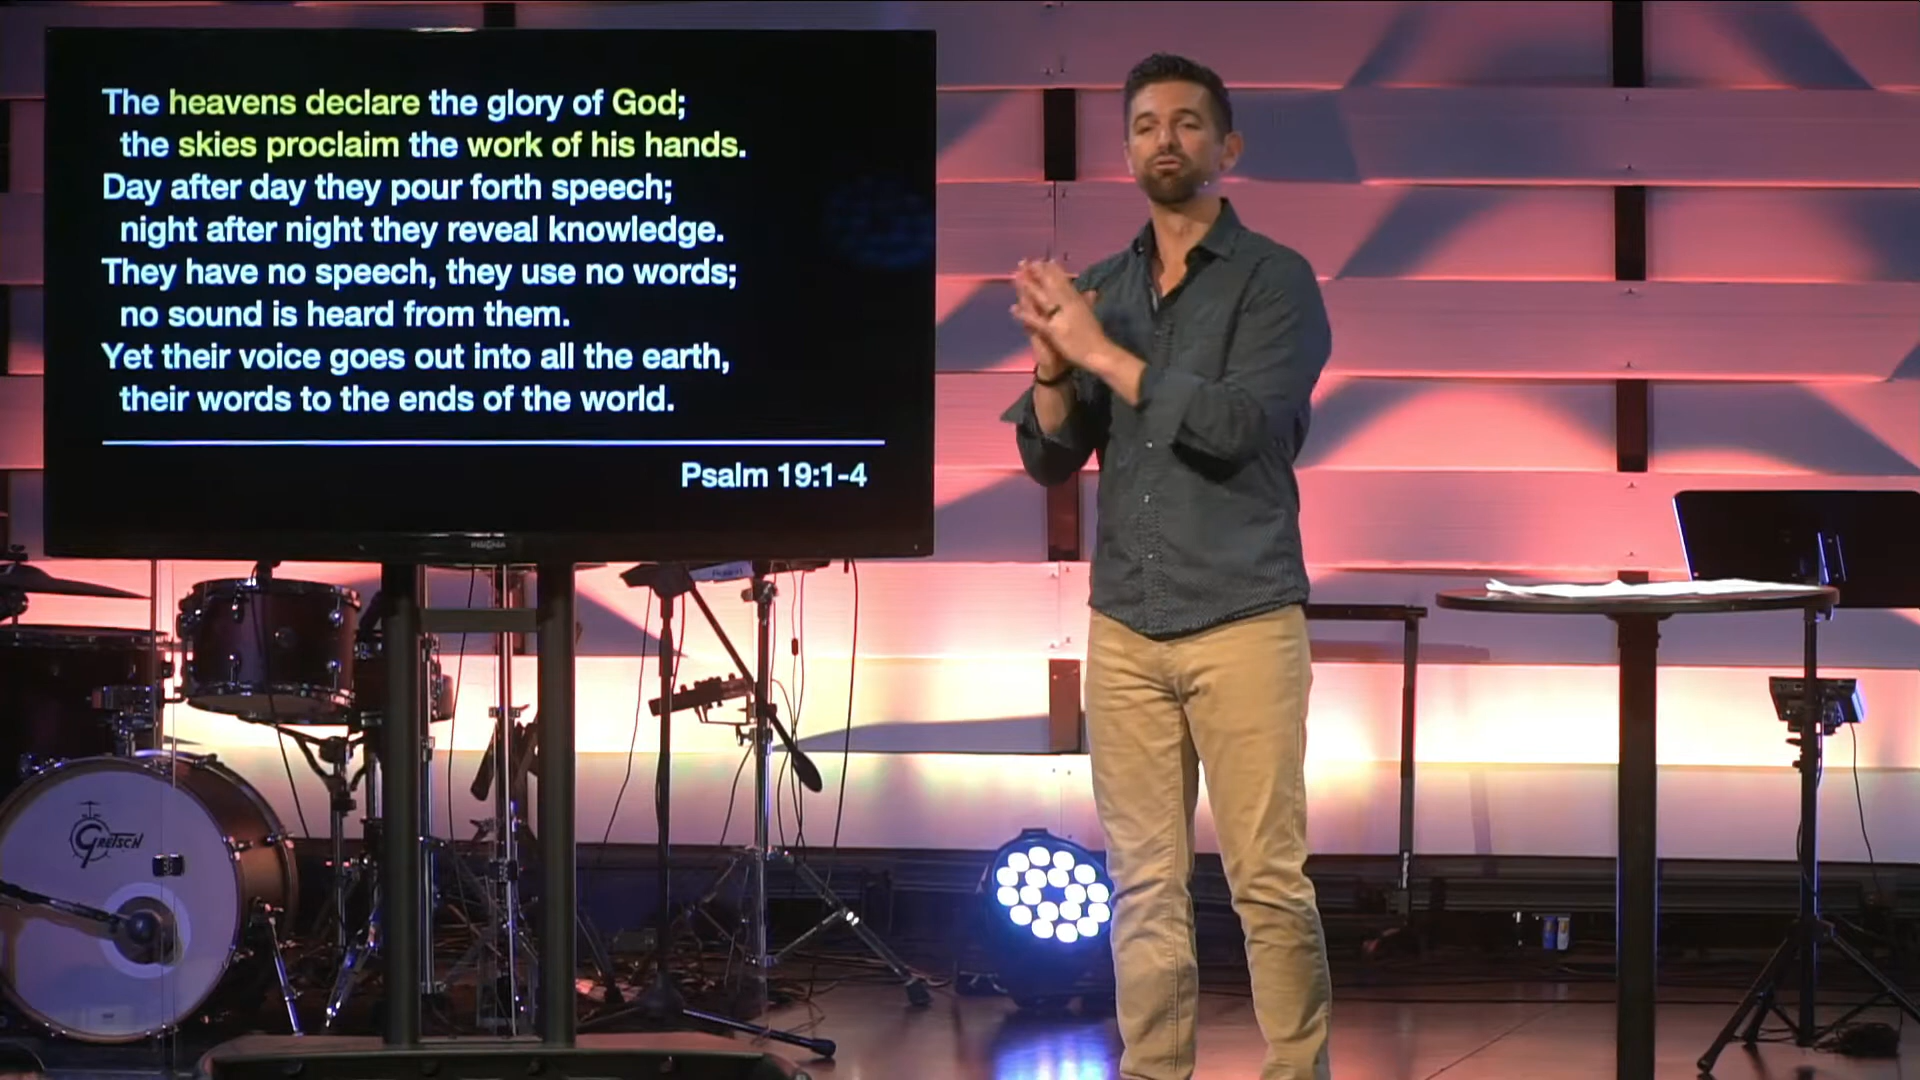 The heavens declare the glory of God;
the skies proclaim the work of his hands.
Day after day they pour forth speech;
night after night they reveal knowledge.
They have no speech, they use no words;
no sound is heard from them.
Yet their voice goes out into all the earth,
their words to the ends of the world.
Psalm 19:1-4
INSIGNIA
GRETSCH